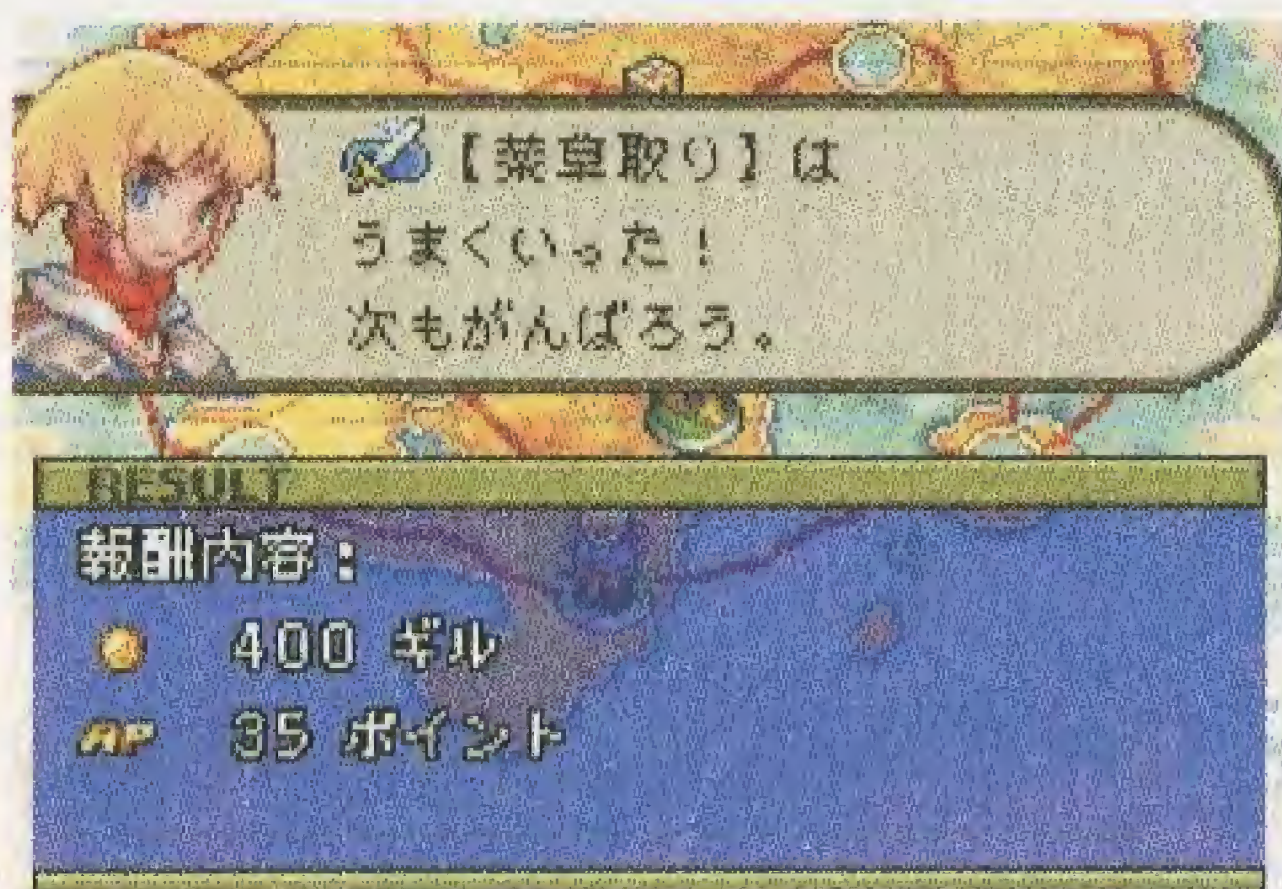 【薬草取り】は
うまくいった！
次もがんばろう。
RESULT
報酬内容：
400 ギル
AP 35 ポイント